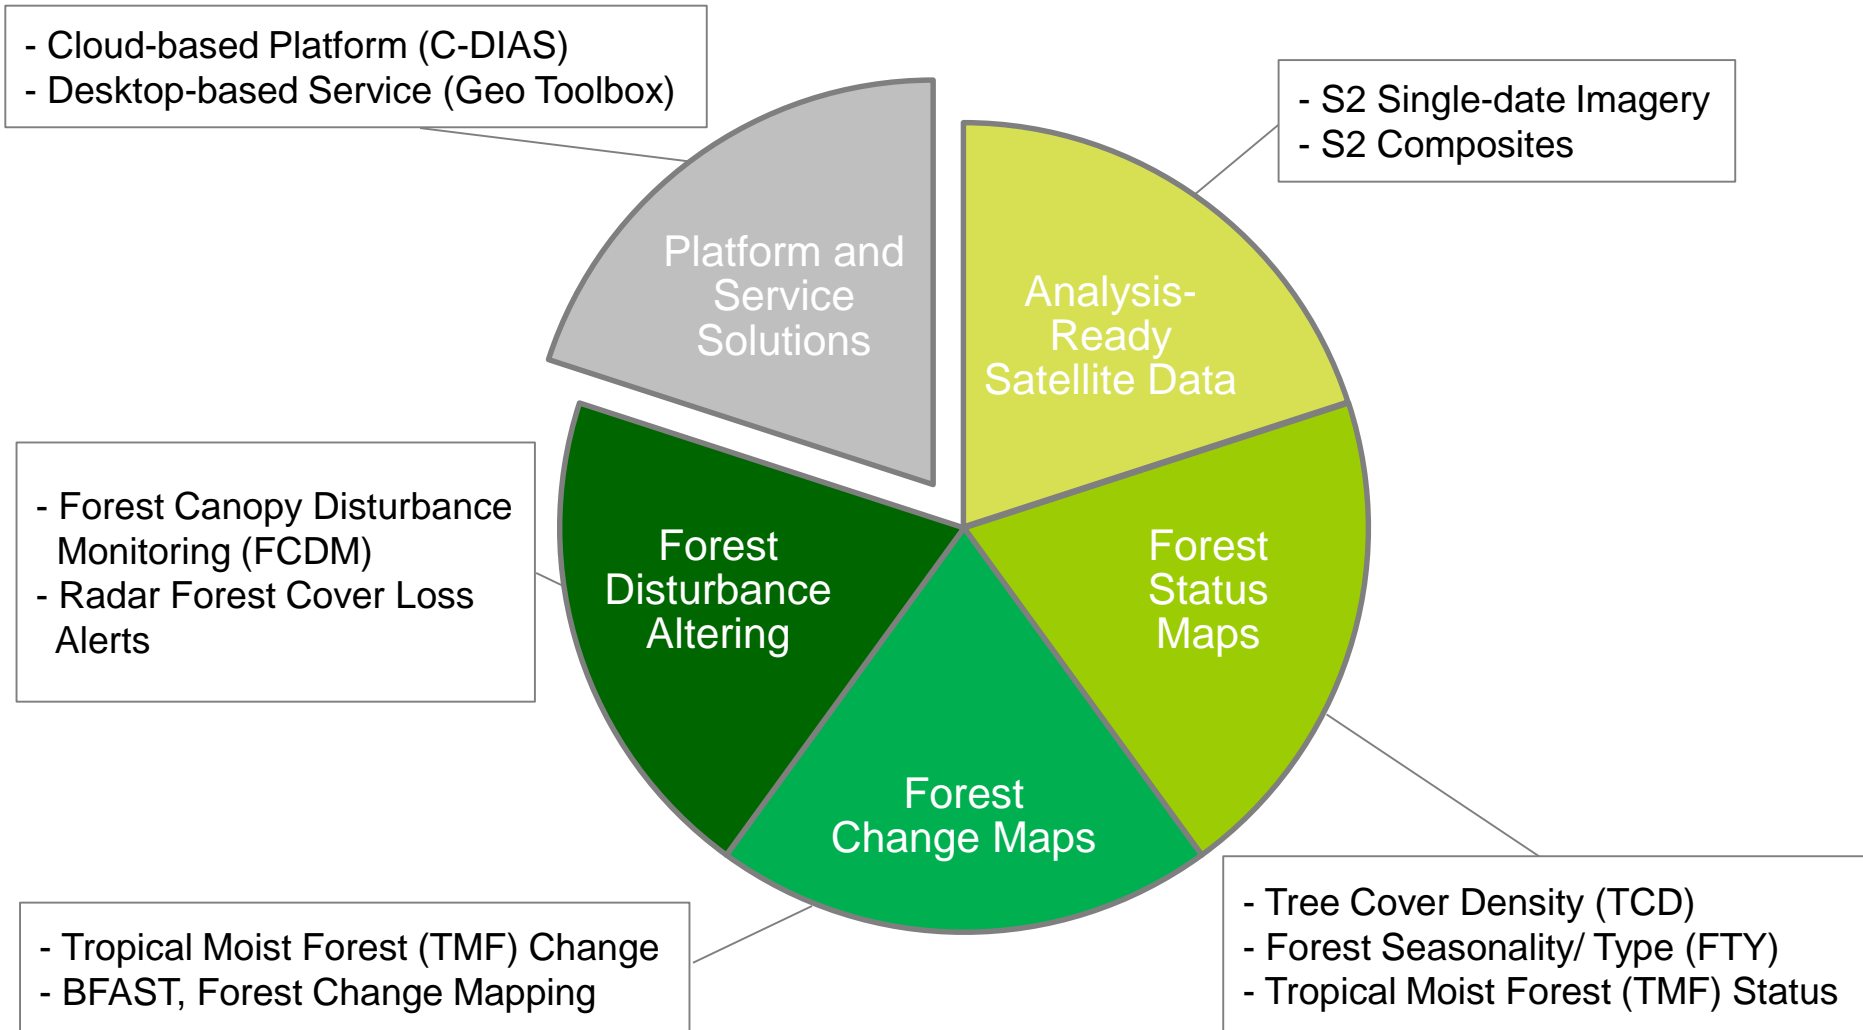 - Cloud-based Platform (C-DIAS)
- Desktop-based Service (Geo Toolbox)
- S2 Single-date Imagery
- S2 Composites
Platform and
Service
Solutions
Analysis-
Ready
Satellite Data
- Forest Canopy Disturbance
Monitoring (FCDM)
- Radar Forest Cover Loss
Alerts
Forest
Disturbance
Altering
Forest
Status
Maps
Forest
Change Maps
- Tropical Moist Forest (TMF) Change
- BFAST, Forest Change Mapping
- Tree Cover Density (TCD)
- Forest Seasonality/ Type (FTY)
- Tropical Moist Forest (TMF) Status